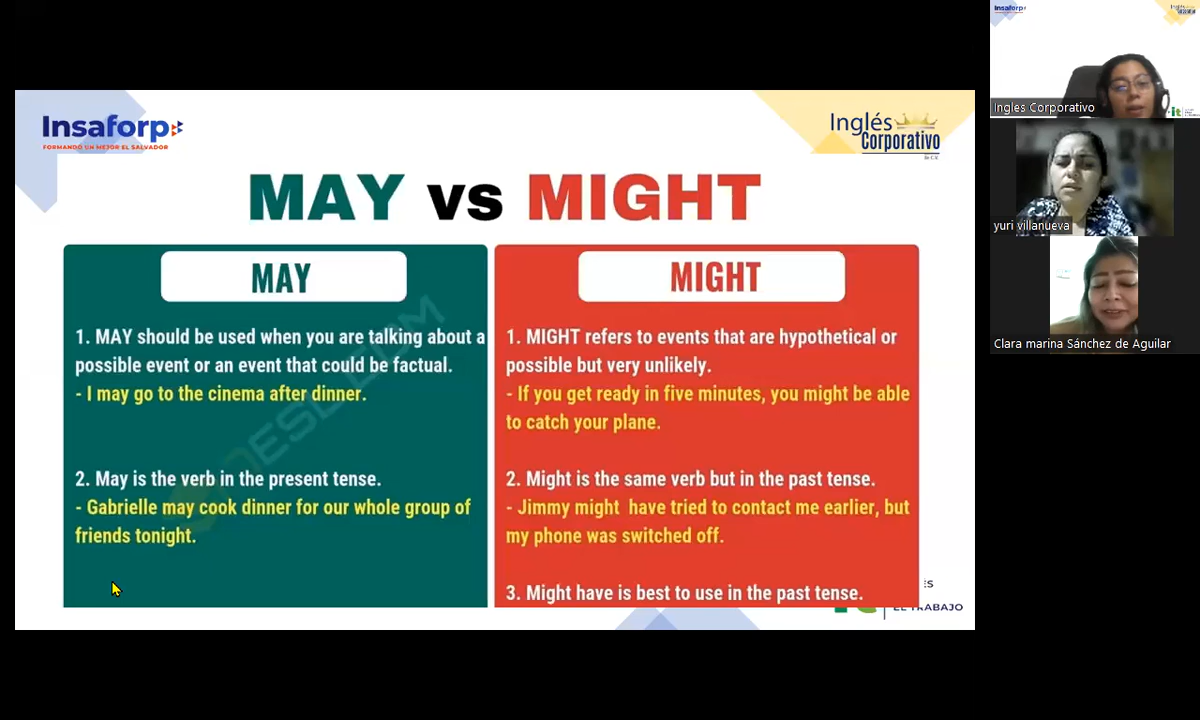 Insaforp
FORMANDO UN MEJOR EL SALVADOR
Inglés
Corporativo
MAY vs MIGHT
MAY
1. MAY should be used when you are talking about a
possible event or an event that could be factual.
- I may go to the cinema after dinner.
2. May is the verb in the present tense.
- Gabrielle may cook dinner for our whole group of
friends tonight.
MIGHT
1. MIGHT refers to events that are hypothetical or
possible but very unlikely.
- If you get ready in five minutes, you might be able
to catch your plane.
2. Might is the same verb but in the past tense.
- Jimmy might have tried to contact me earlier, but
my phone was switched off.
3. Might have is best to use in the past tense.
ES
EL TRABAJO
Insaforp
Ingles Corporativo
yuri villanueva
Clara marina Sánchez de Aguilar